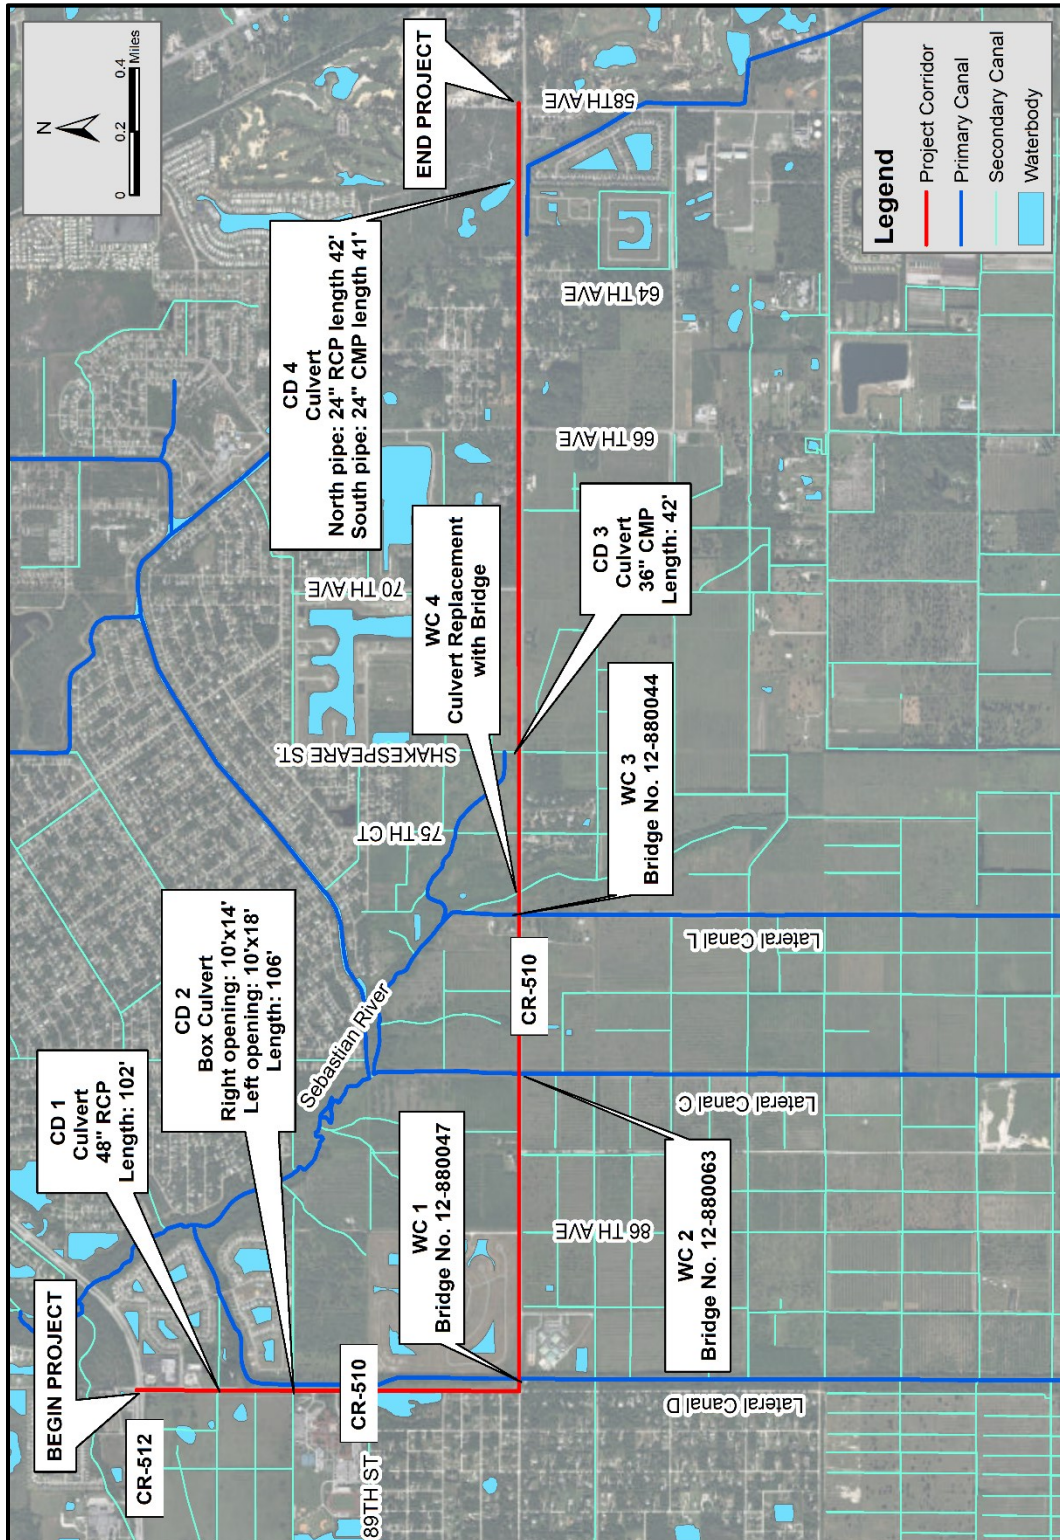 BEGIN PROJECT
CR-512
CD 1
Culvert
48" RCP
Length: 102'
CD 2
Box Culvert
Right opening: 10'x14'
Left opening: 10'x18'
Length: 106'
Sebastian River
89TH ST
CR-510
WC 1
Bridge No. 12-880047
Lateral Canal D
86 TH AVE
WC 2
Bridge No. 12-880063
Lateral Canal C
CR-510
Lateral Canal L
WC 3
Bridge No. 12-880044
75 TH CT
SHAKESPEARE ST.
70 TH AVE
WC 4
Culvert Replacement
with Bridge
CD 3
Culvert
36" CMP
Length: 42'
66 TH AVE
64 TH AVE
58TH AVE
CD 4
Culvert
North pipe: 24" RCP length 42'
South pipe: 24" CMP length 41'
END PROJECT
N
0 0.2 0.4
Miles
Legend
Project Corridor
Primary Canal
Secondary Canal
Waterbody